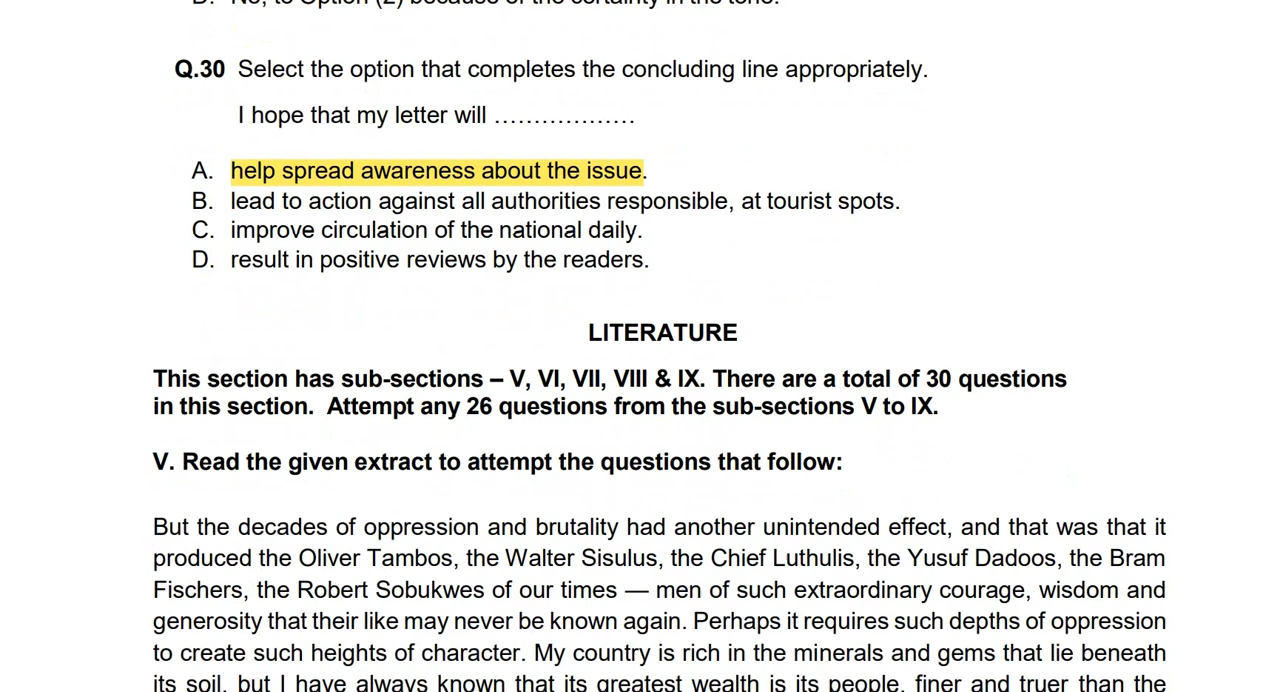 D. No, to Option (2) because of the certainty in the tone.
Q.30 Select the option that completes the concluding line appropriately.
I hope that my letter will ………………
A. help spread awareness about the issue.
B. lead to action against all authorities responsible, at tourist spots.
C. improve circulation of the national daily.
D. result in positive reviews by the readers.
LITERATURE
This section has sub-sections – V, VI, VII, VIII & IX. There are a total of 30 questions
in this section. Attempt any 26 questions from the sub-sections V to IX.
V. Read the given extract to attempt the questions that follow:
But the decades of oppression and brutality had another unintended effect, and that was that it
produced the Oliver Tambos, the Walter Sisulus, the Chief Luthulis, the Yusuf Dadoos, the Bram
Fischers, the Robert Sobukwes of our times — men of such extraordinary courage, wisdom and
generosity that their like may never be known again. Perhaps it requires such depths of oppression
to create such heights of character. My country is rich in the minerals and gems that lie beneath
its soil, but I have always known that its greatest wealth is its people, finer and truer than the